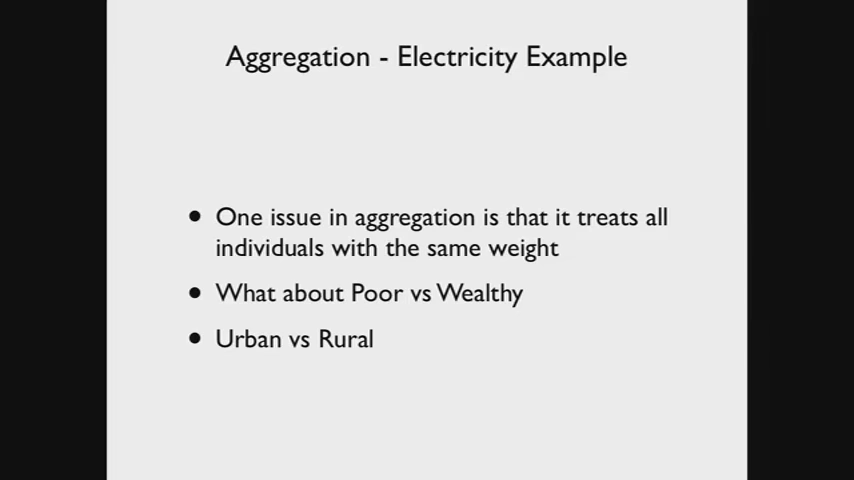 Aggregation - Electricity Example
• One issue in aggregation is that it treats all
individuals with the same weight
• What about Poor vs Wealthy
• Urban vs Rural